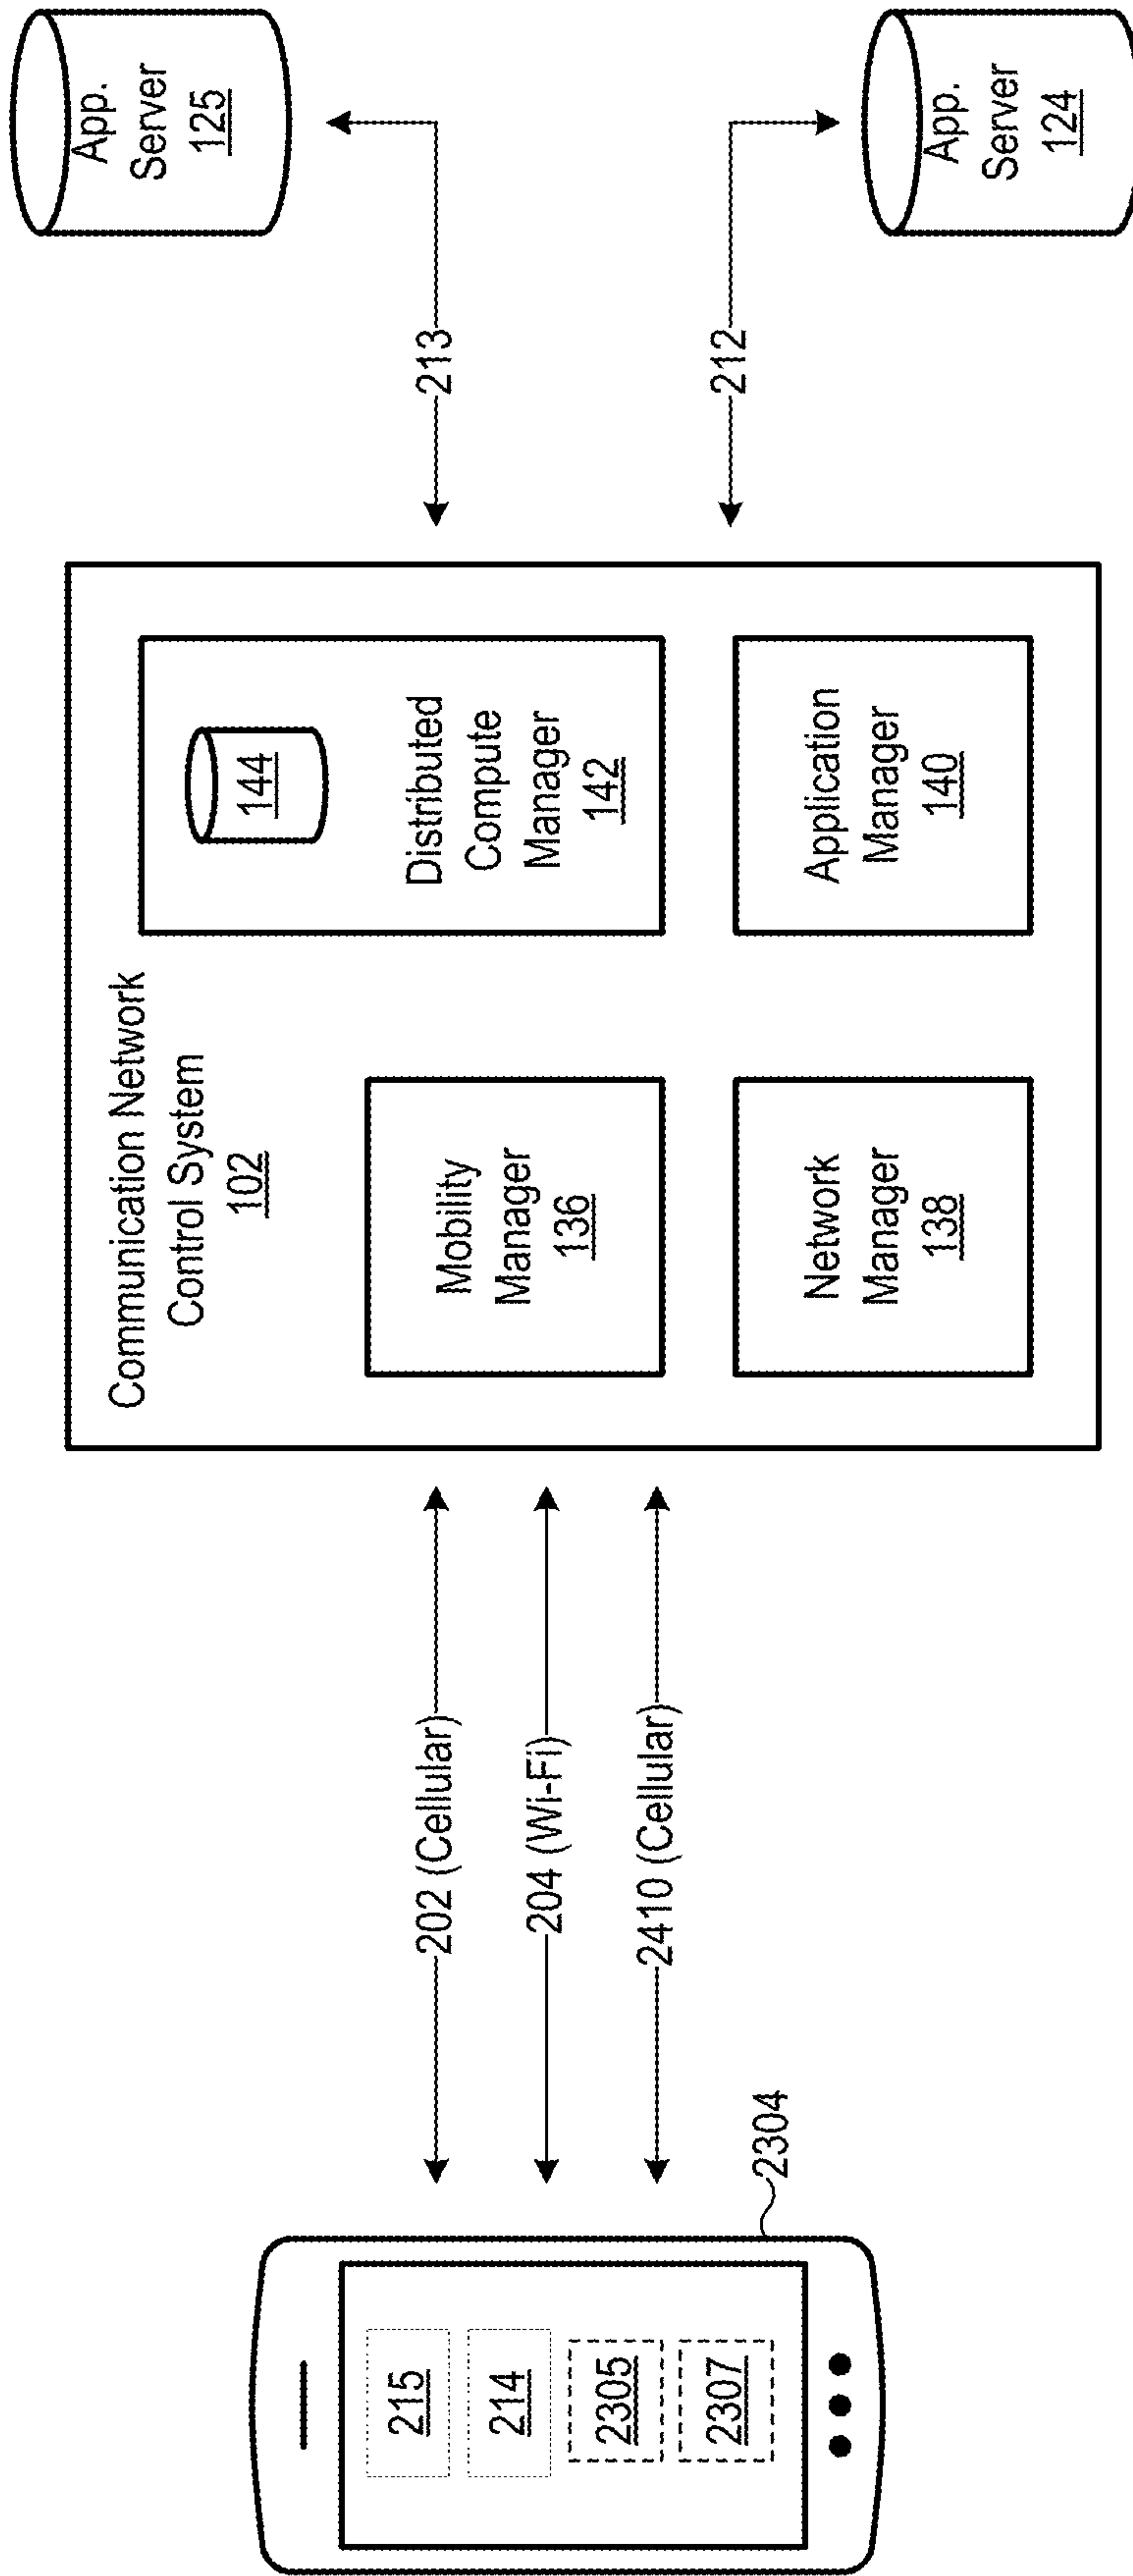 215
214
2305
2307
2304
202 (Cellular)
204 (Wi-Fi)
2410 (Cellular)
Communication Network
Control System
102
Mobility
Manager
136
Network
Manager
138
144
Distributed
Compute
Manager
142
Application
Manager
140
213
212
App.
Server
125
App.
Server
124